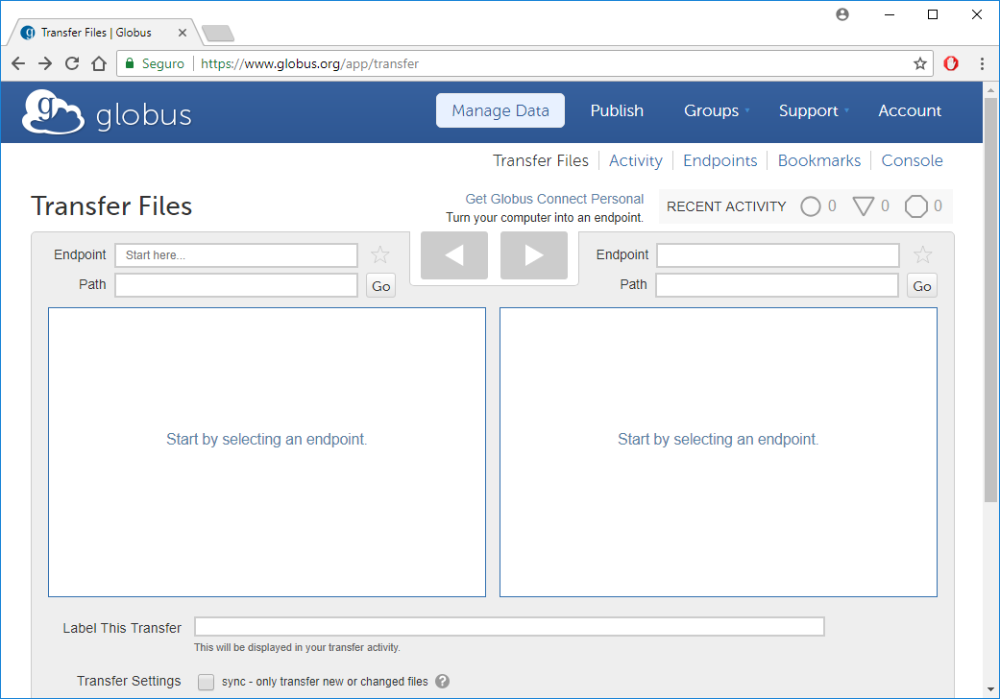 Transfer Files | Globus
Seguro | https://www.globus.org/app/transfer
globus
Manage Data Publish Groups Support Account
Transfer Files Activity Endpoints Bookmarks Console
Transfer Files
Get Globus Connect Personal
Turn your computer into an endpoint.
RECENT ACTIVITY 0 0 0
Endpoint Start here...
Path Go
Endpoint
Path Go
Start by selecting an endpoint.
Start by selecting an endpoint.
Label This Transfer
This will be displayed in your transfer activity.
Transfer Settings sync - only transfer new or changed files ?